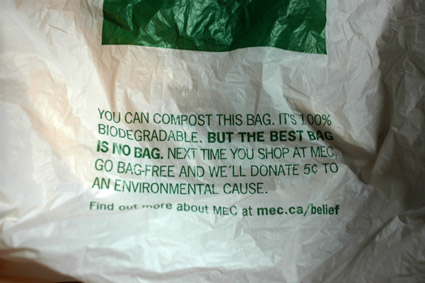 YOU CAN COMPOST THIS BAG. IT'S 100%
BIODEGRADABLE. BUT THE BEST BAG
IS NO BAG. NEXT TIME YOU SHOP AT MEC,
GO BAG-FREE AND WE'LL DONATE 5¢ TO
AN ENVIRONMENTAL CAUSE.
Find out more about MEC at mec.ca/belief